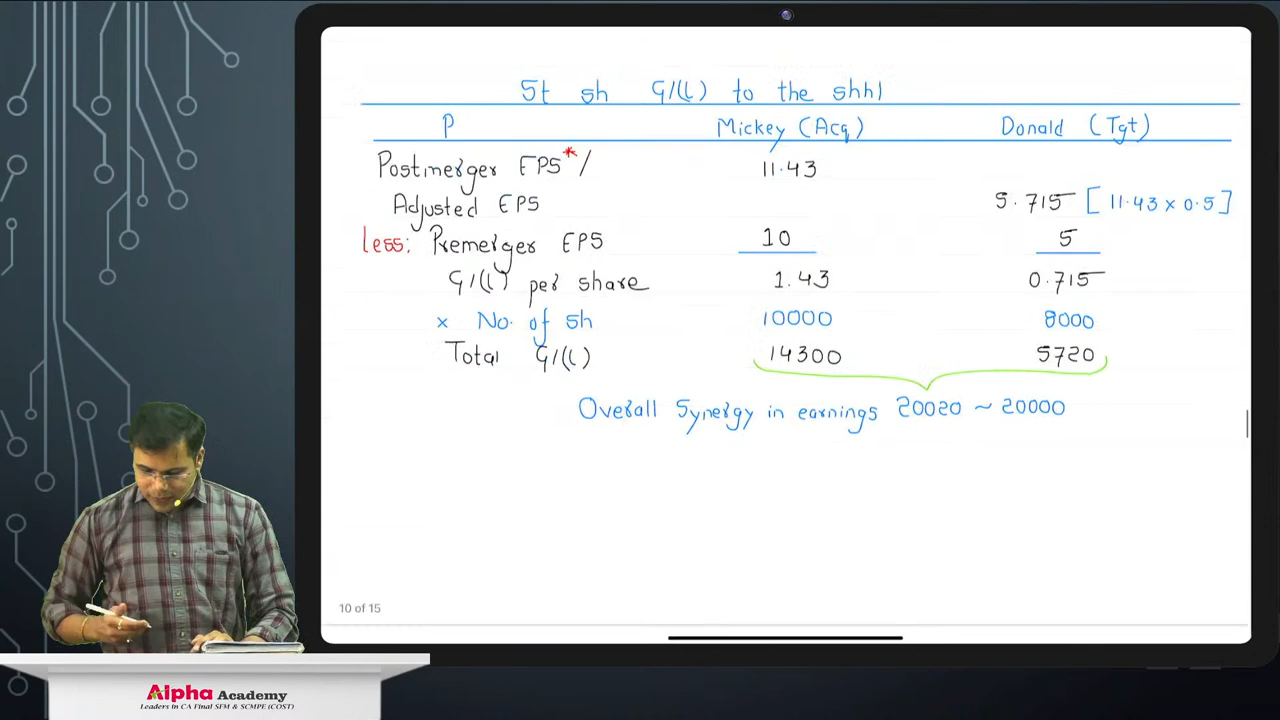 St sh G/(L) to the shhl
P Mickey (Acq) Donald (Tgt)
Postmerger EPS* / 11.43
Adjusted EPS 5.715 [ 11.43 x 0.5 ]
less: Premerger EPS 10 5
G/(L) per share 1.43 0.715
x No. of sh 10000 8000
Total G/(L) 14300 5720
Overall Synergy in earnings 20020 ~ 20000
10 of 15
Alpha Academy
Leaders in CA Final SFM & SCMPE (COST)